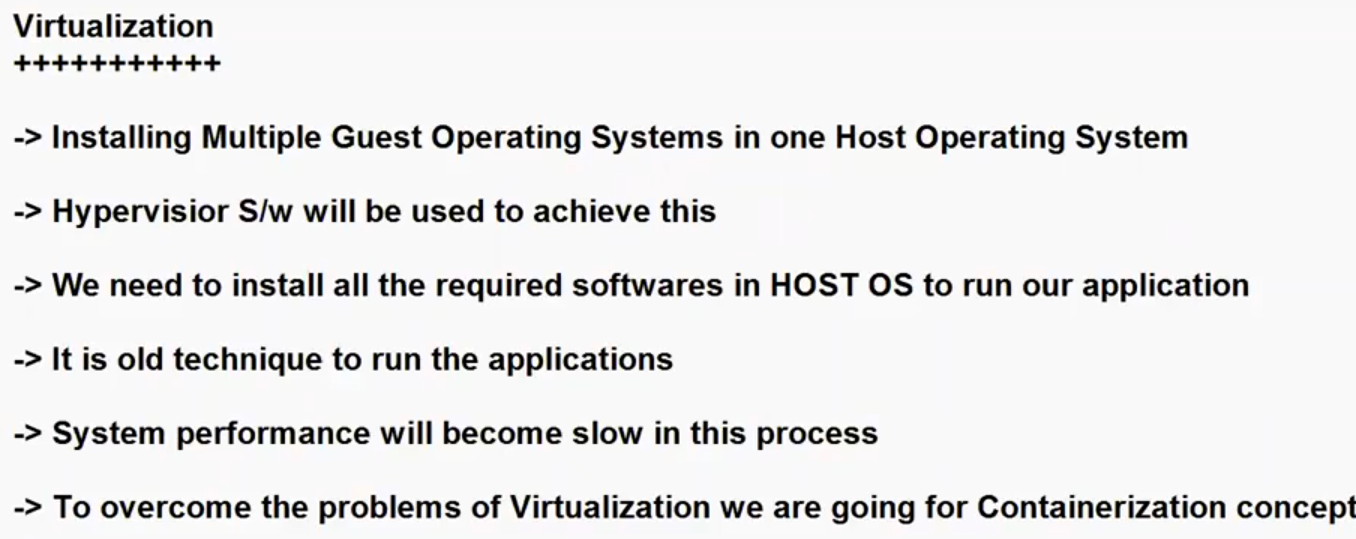 Virtualization
+++++++++++
-> Installing Multiple Guest Operating Systems in one Host Operating System
-> Hypervisior S/w will be used to achieve this
-> We need to install all the required softwares in HOST OS to run our application
-> It is old technique to run the applications
-> System performance will become slow in this process
-> To overcome the problems of Virtualization we are going for Containerization concept